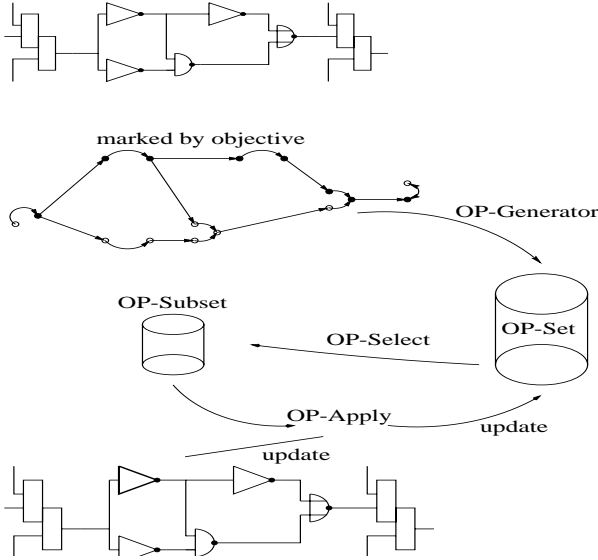 marked by objective
OP-Generator
OP-Subset
OP-Set
OP-Select
OP-Apply
update
update